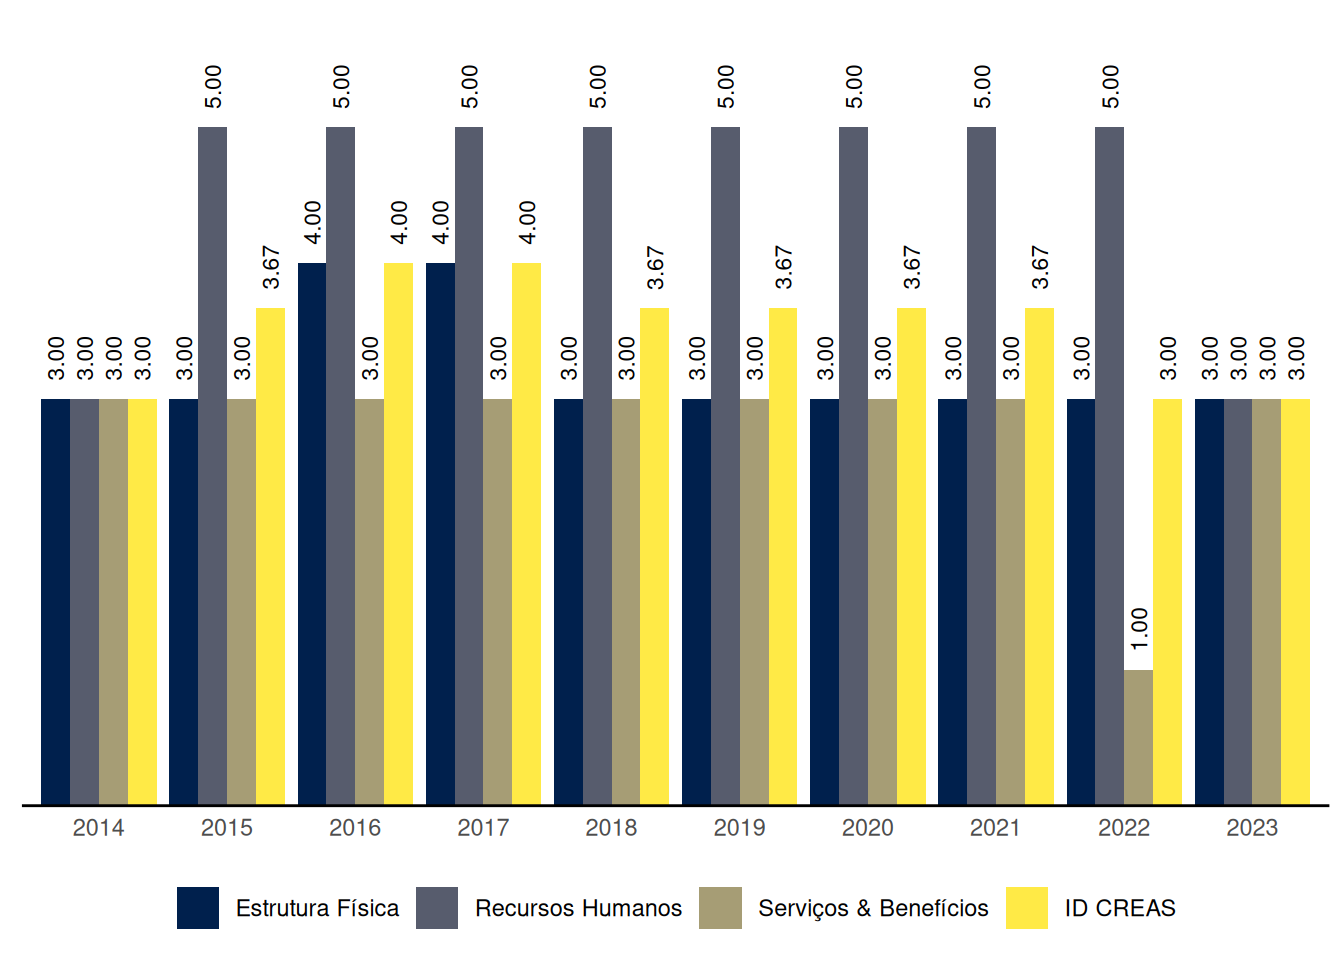 5.00 5.00 5.00 5.00 5.00 5.00 5.00 5.00
4.00 4.00 4.00 4.00
3.67 3.67 3.67 3.67 3.67
3.00 3.00 3.00 3.00 3.00 3.00 3.00 3.00 3.00 3.00 3.00 3.00 3.00 3.00 3.00 3.00 3.00 3.00 3.00 3.00 3.00 3.00
1.00
2014 2015 2016 2017 2018 2019 2020 2021 2022 2023
Estrutura Física Recursos Humanos Serviços & Benefícios ID CREAS